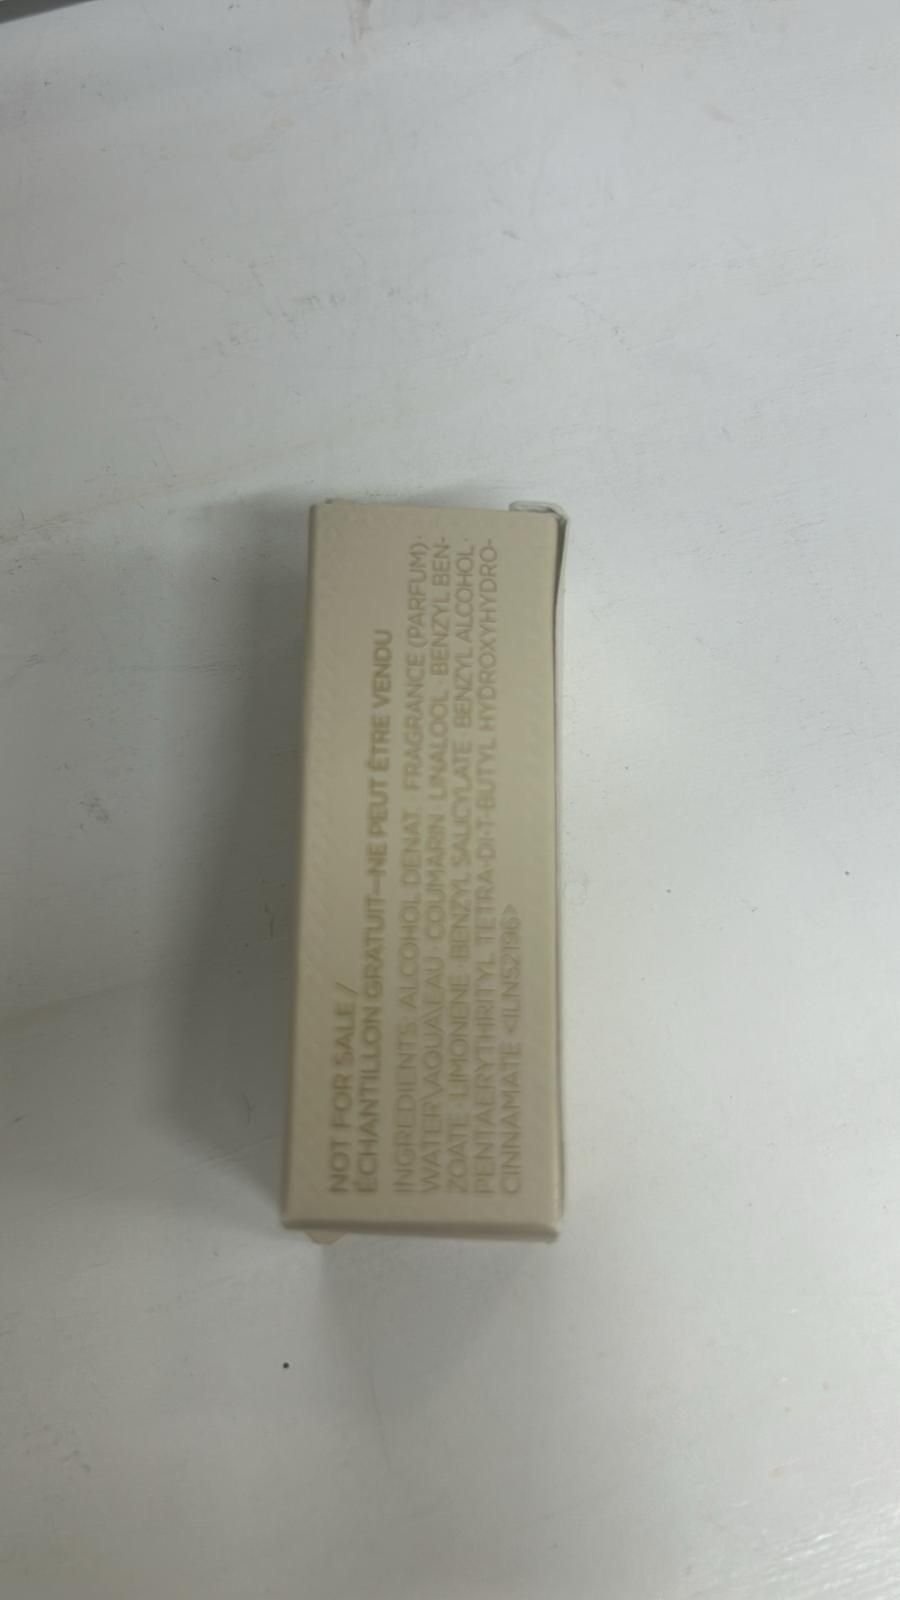 NOT FOR SALE /
ÉCHANTILLON GRATUIT–NE PEUT ÊTRE VENDU
INGREDIENTS: ALCOHOL DENAT. · FRAGRANCE (PARFUM) ·
WATER\AQUA\EAU · COUMARIN · LINALOOL · BENZYL BEN-
ZOATE · LIMONENE · BENZYL SALICYLATE · BENZYL ALCOHOL ·
PENTAERYTHRITYL TETRA-DI-T-BUTYL HYDROXYHYDRO-
CINNAMATE <ILN52196>